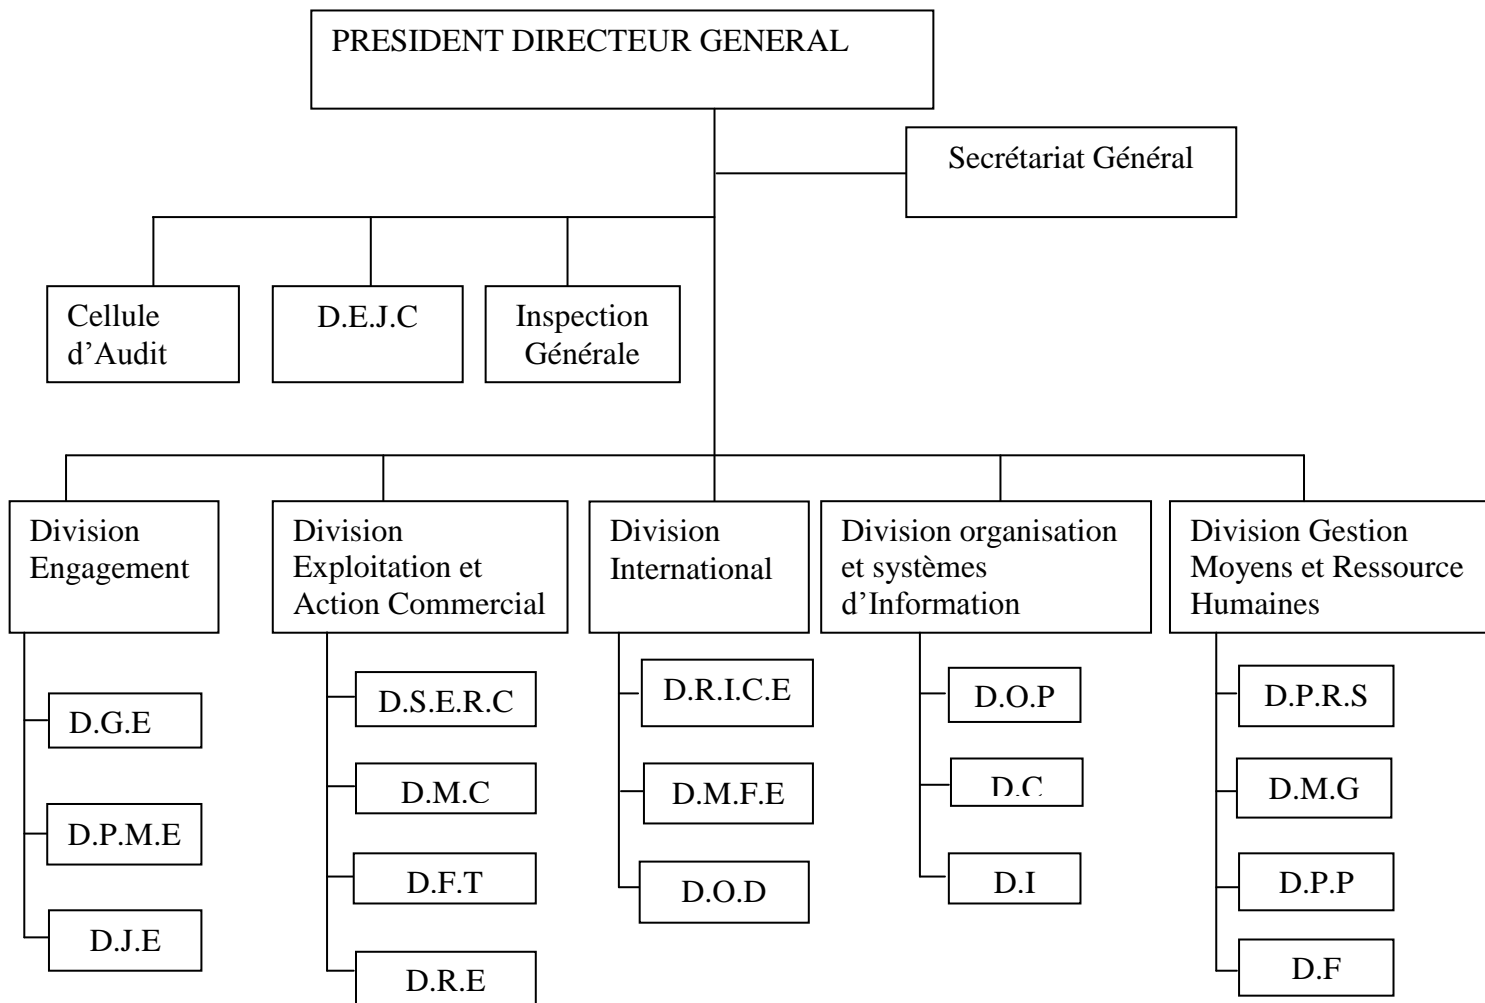 PRESIDENT DIRECTEUR GENERAL
Secrétariat Général
Cellule
d’Audit
D.E.J.C
Inspection
Générale
Division
Engagement
Division
Exploitation et
Action Commercial
Division
International
Division organisation
et systèmes
d’Information
Division Gestion
Moyens et Ressource
Humaines
D.G.E
D.P.M.E
D.J.E
D.S.E.R.C
D.M.C
D.F.T
D.R.E
D.R.I.C.E
D.M.F.E
D.O.D
D.O.P
D.C
D.I
D.P.R.S
D.M.G
D.P.P
D.F